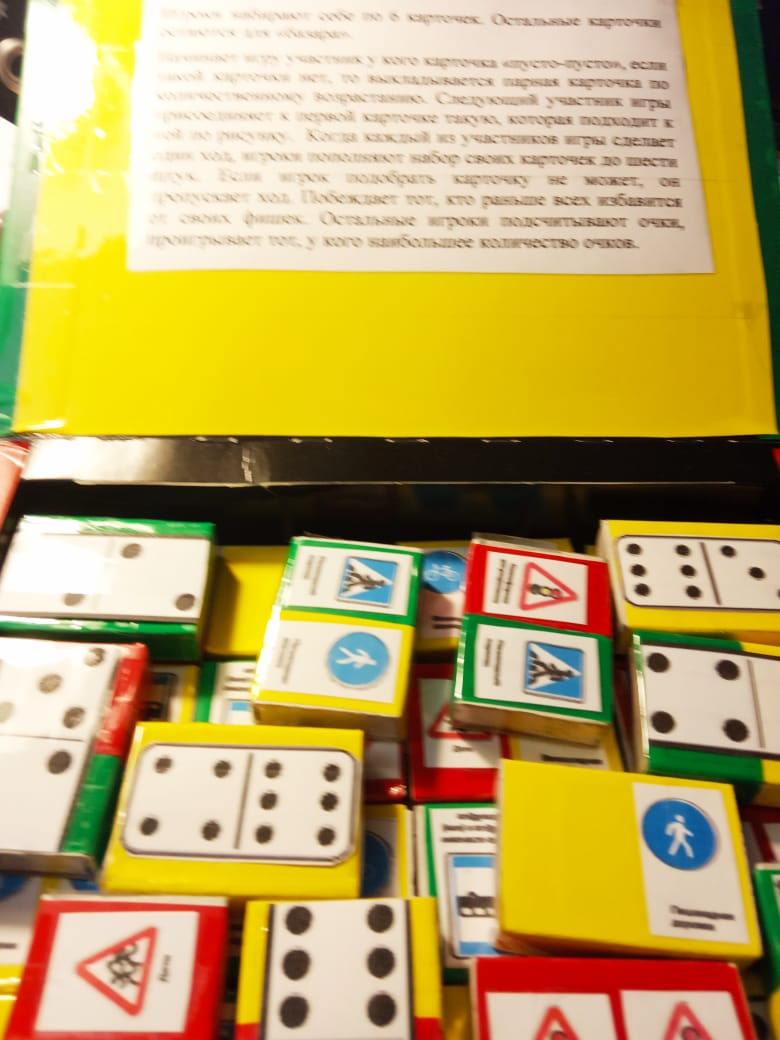 Игроки набирают себе по 6 карточек. Остальные карточки
остаются для «базара».
Начинает игру участник у кого карточка «пусто-пусто», если
такой карточки нет, то выкладывается парная карточка по
количественному возрастанию. Следующий участник игры
присоединяет к первой карточке такую, которая подходит к
ней по рисунку. Когда каждый из участников игры сделает
один ход, игроки пополняют набор своих карточек до шести
штук. Если игрок подобрать карточку не может, он
пропускает ход. Побеждает тот, кто раньше всех избавится
от своих фишек. Остальные игроки подсчитывают очки,
проигрывает тот, у кого наибольшее количество очков.
Пешеходная
дорожка
Дети